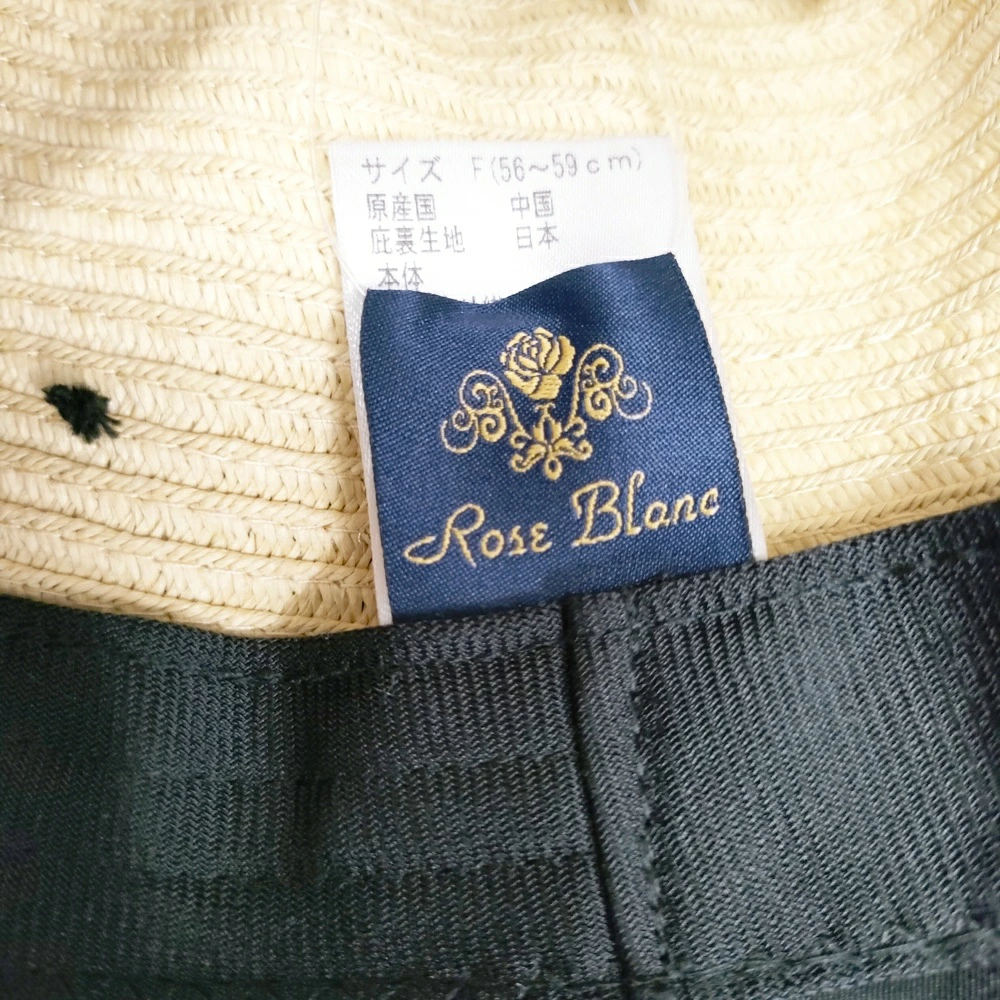 サイズ F(56～59cm)
原産国 中国
庇裏生地 日本
本体
Rose Blanc